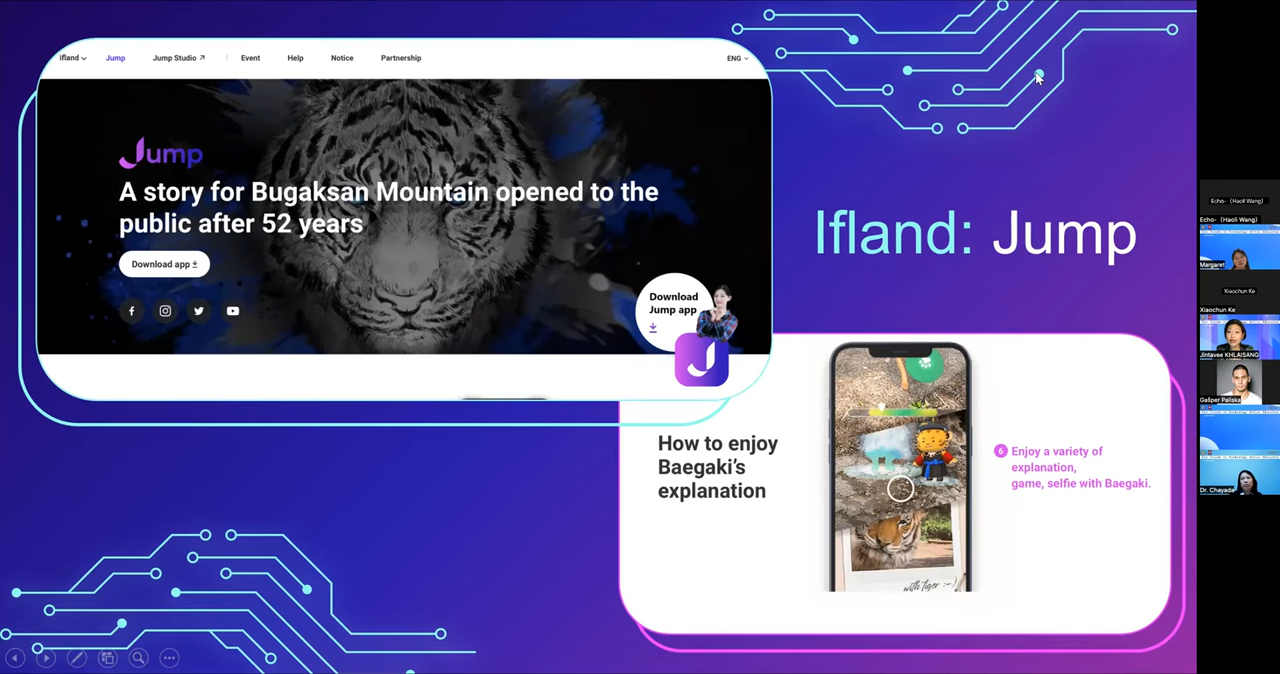 ifland
Jump
Jump Studio
Event
Help
Notice
Partnership
ENG
Jump
A story for Bugaksan Mountain opened to the
public after 52 years
Download app
Download
Jump app
Ifland: Jump
How to enjoy
Baegaki's
explanation
with tiger :-)
6 Enjoy a variety of
explanation,
game, selfie with Baegaki.
Echo-（Haoli Wang)
Echo-（Haoli Wang)
Margaret
Xiaochun Ke
Xiaochun Ke
Jintavee KHLAISANG
Gašper Paliska
Dr. Chayada